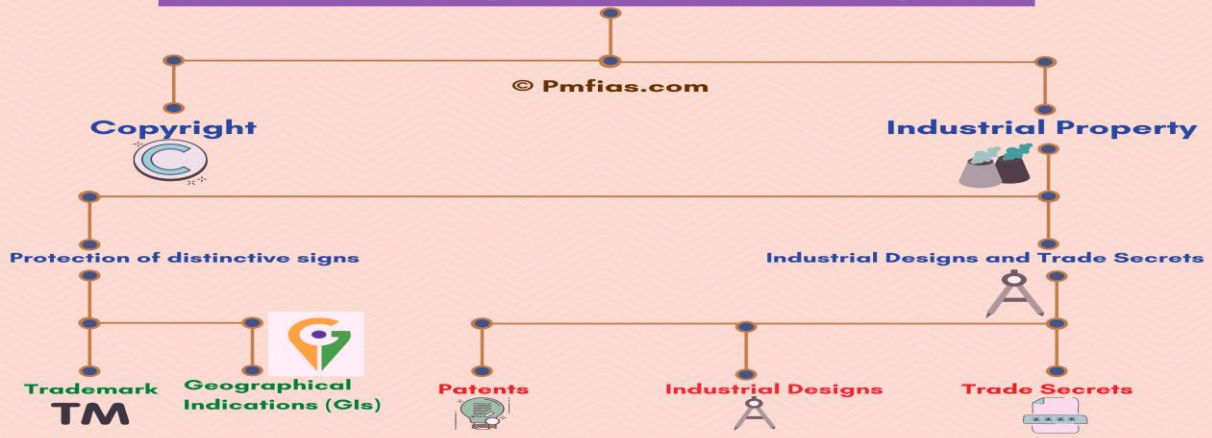 © Pmfias.com
Copyright
Industrial Property
Protection of distinctive signs
Industrial Designs and Trade Secrets
Trademark
TM
Geographical
Indications (GIs)
Patents
Industrial Designs
Trade Secrets